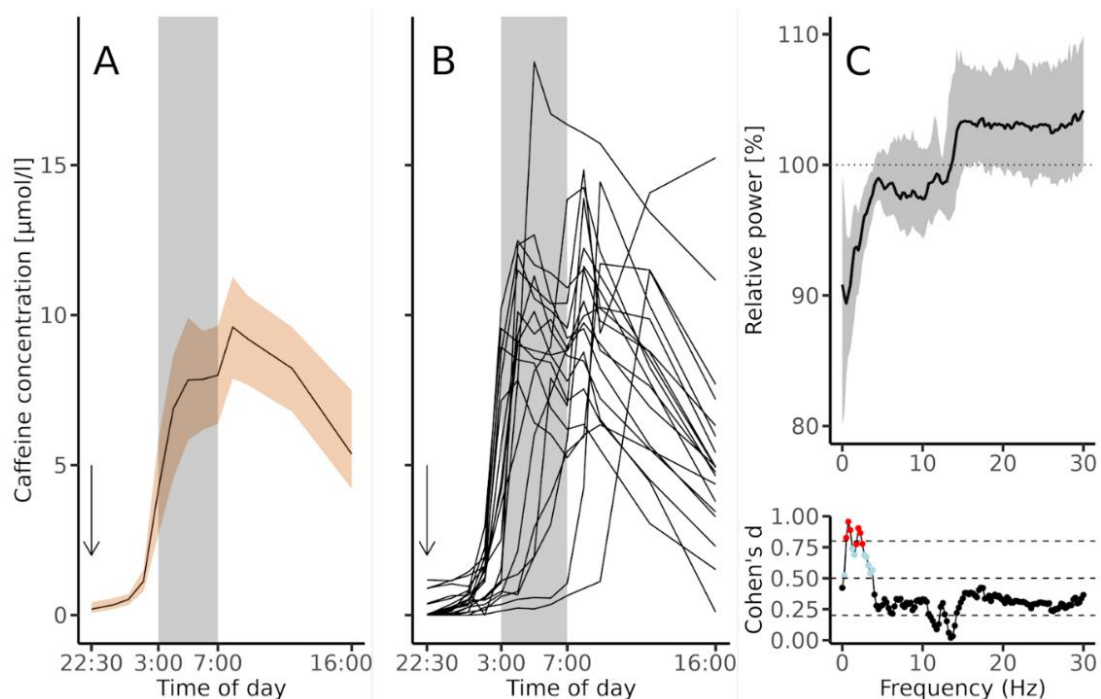 A
Caffeine concentration [µmol/l]
15
10
5
0
22:30 3:00 7:00 16:00
Time of day
B
22:30 3:00 7:00 16:00
Time of day
C
Relative power [%]
110
100
90
80
0 10 20 30
Cohen's d
1.00
0.75
0.50
0.25
0.00
0 10 20 30
Frequency (Hz)